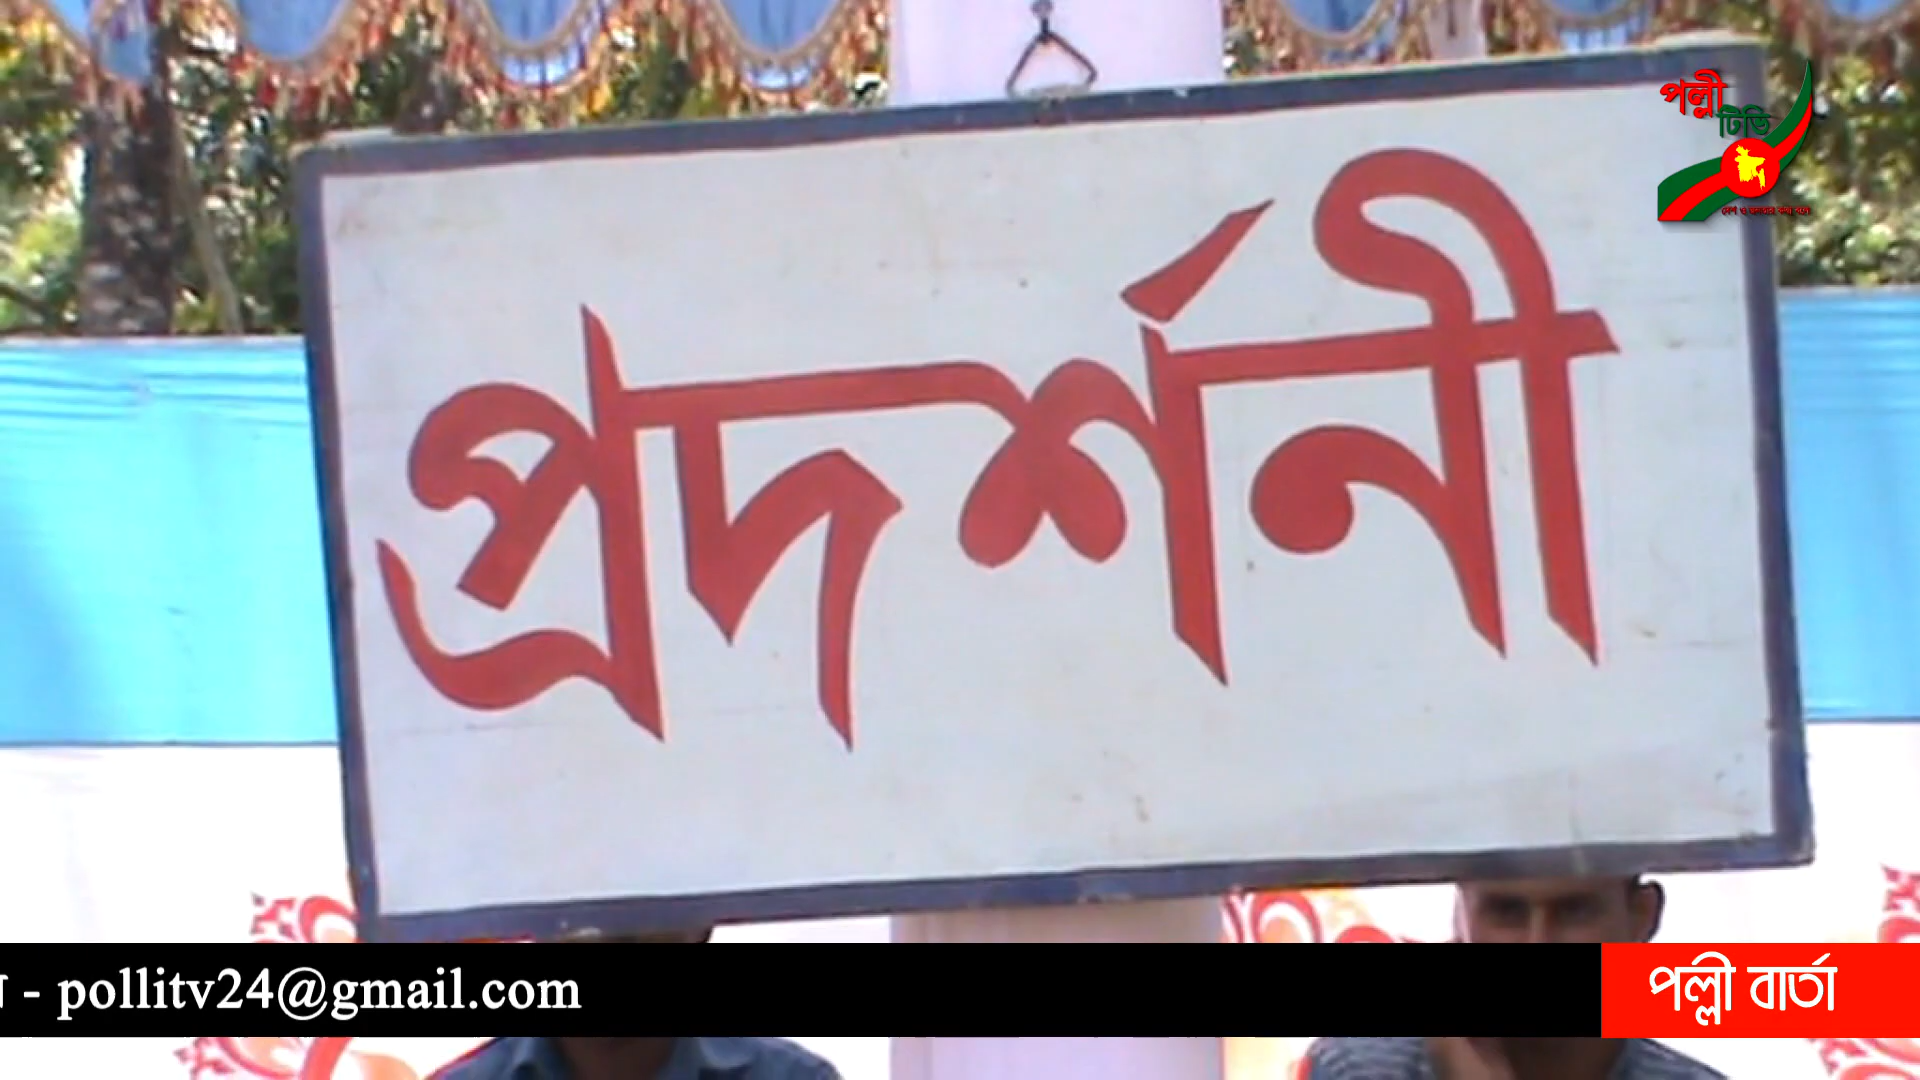 পল্লী
টিভি
প্রদর্শনী
- pollitv24@gmail.com
পল্লী বার্তা